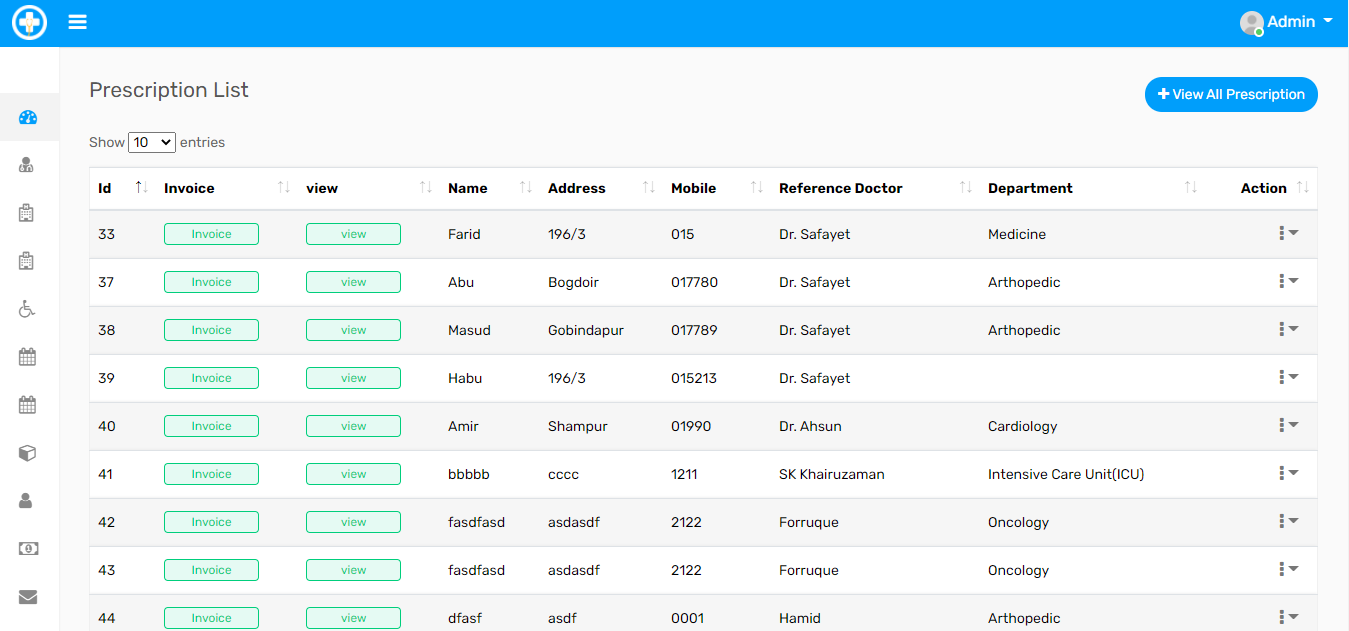 Admin
Prescription List
View All Prescription
Show 10 entries
Id Invoice view Name Address Mobile Reference Doctor Department Action
33 Invoice view Farid 196/3 015 Dr. Safayet Medicine
37 Invoice view Abu Bogdoir 017780 Dr. Safayet Arthopedic
38 Invoice view Masud Gobindapur 017789 Dr. Safayet Arthopedic
39 Invoice view Habu 196/3 015213 Dr. Safayet
40 Invoice view Amir Shampur 01990 Dr. Ahsun Cardiology
41 Invoice view bbbbb cccc 1211 SK Khairuzaman Intensive Care Unit(ICU)
42 Invoice view fasdfasd asdasdf 2122 Forruque Oncology
43 Invoice view fasdfasd asdasdf 2122 Forruque Oncology
44 Invoice view dfasf asdf 0001 Hamid Arthopedic